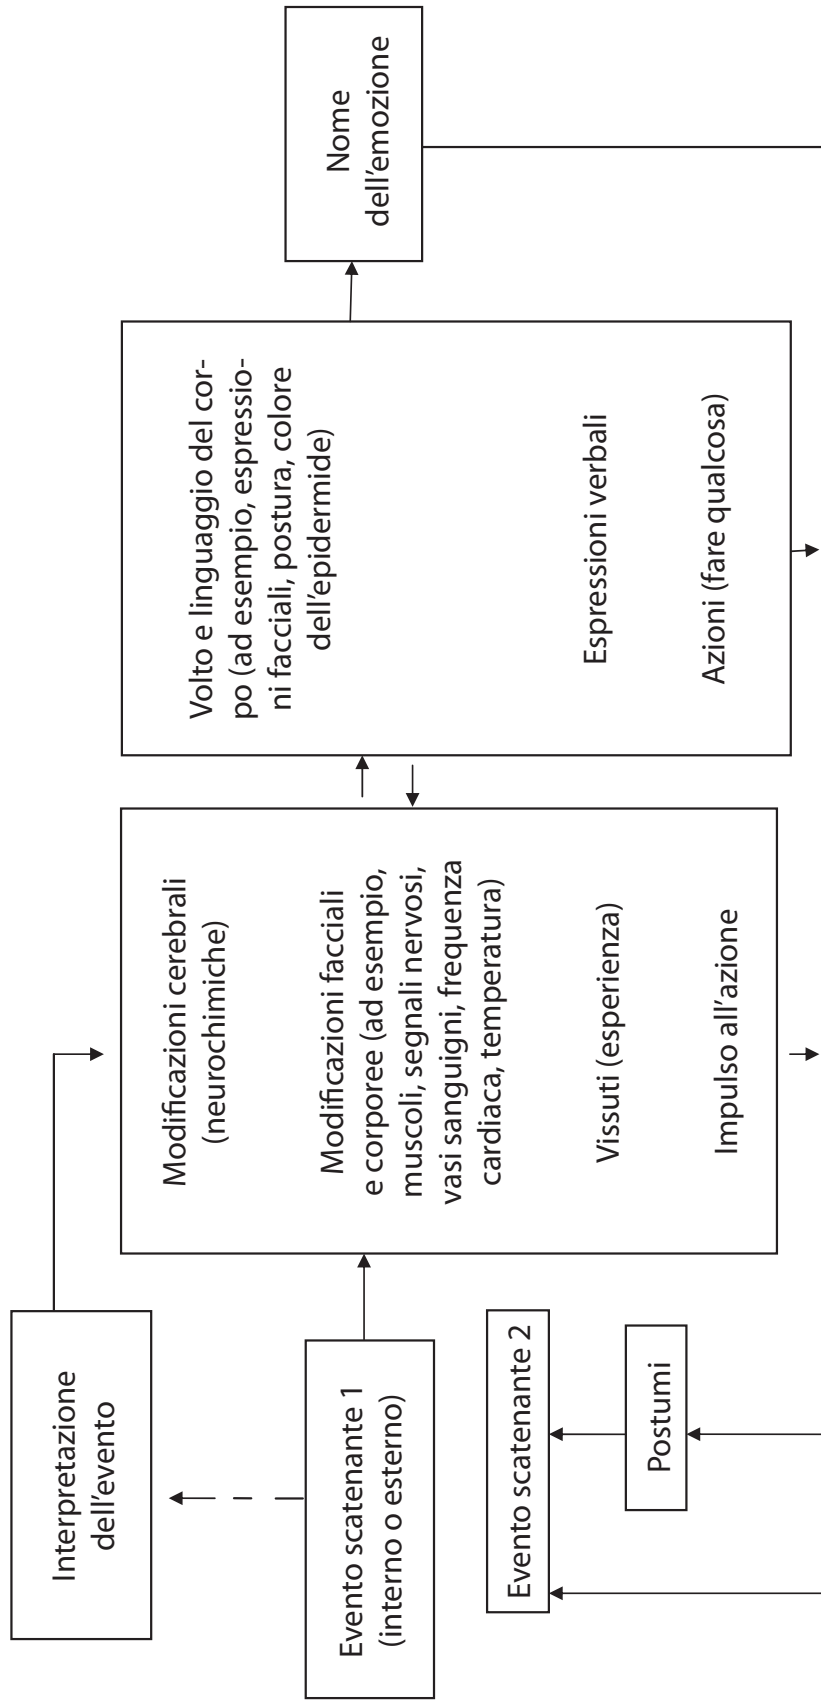 Interpretazione
dell'evento
Evento scatenante 1
(interno o esterno)
Evento scatenante 2
Postumi
Modificazioni cerebrali
(neurochimiche)
Modificazioni facciali
e corporee (ad esempio,
muscoli, segnali nervosi,
vasi sanguigni, frequenza
cardiaca, temperatura)
Vissuti (esperienza)
Impulso all'azione
Volto e linguaggio del cor-
po (ad esempio, espressio-
ni facciali, postura, colore
dell'epidermide)
Espressioni verbali
Azioni (fare qualcosa)
Nome
dell'emozione